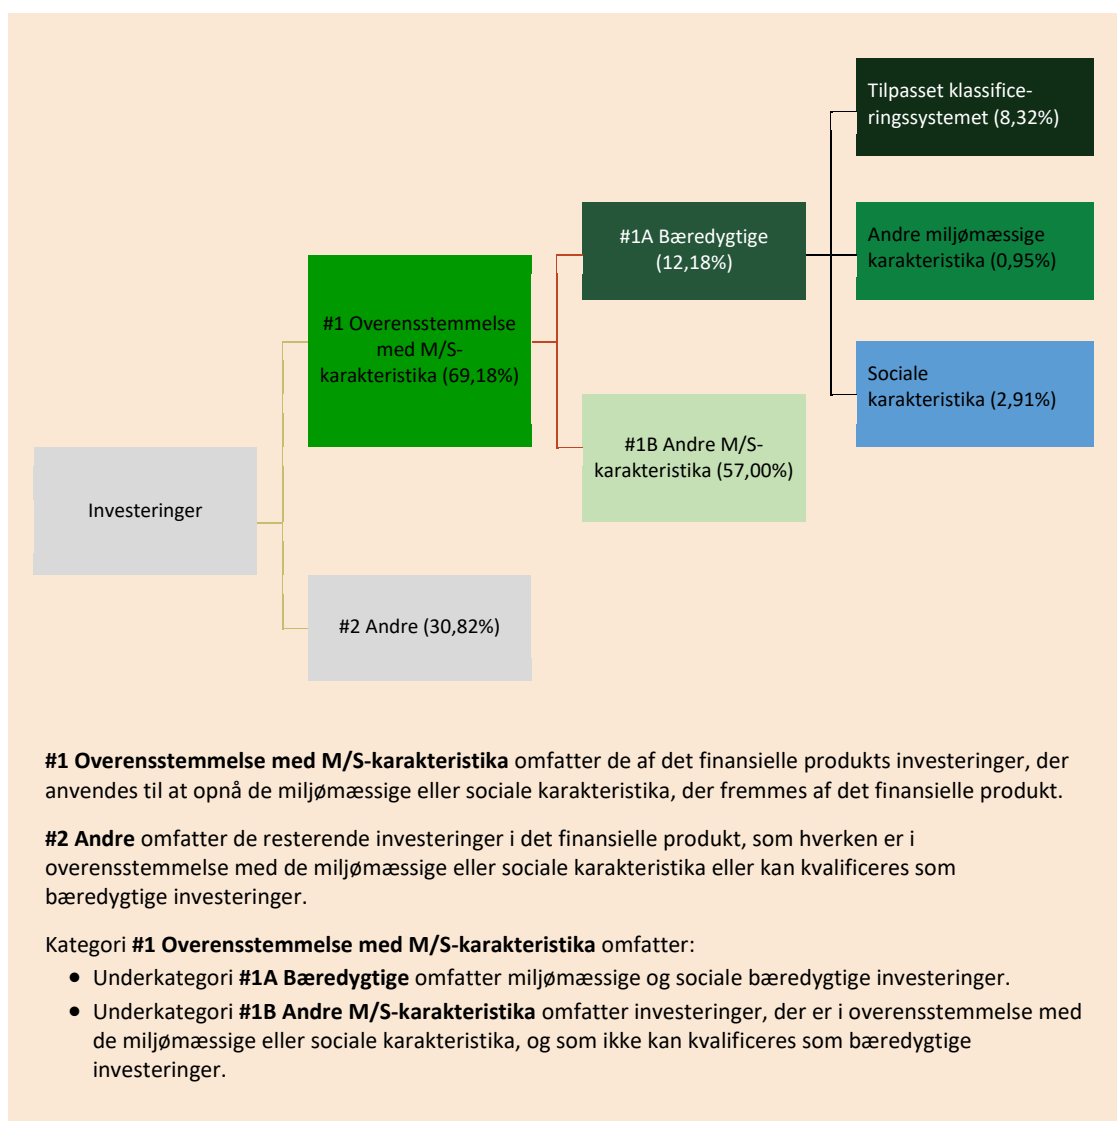 Tilpasset klassifice-
ringssystemet (8,32%)
#1A Bæredygtige
(12,18%)
Andre miljømæssige
karakteristika (0,95%)
#1 Overensstemmelse
med M/S-
karakteristika (69,18%)
Sociale
karakteristika (2,91%)
#1B Andre M/S-
karakteristika (57,00%)
Investeringer
#2 Andre (30,82%)
#1 Overensstemmelse med M/S-karakteristika omfatter de af det finansielle produkts investeringer, der
anvendes til at opnå de miljømæssige eller sociale karakteristika, der fremmes af det finansielle produkt.
#2 Andre omfatter de resterende investeringer i det finansielle produkt, som hverken er i
overensstemmelse med de miljømæssige eller sociale karakteristika eller kan kvalificeres som
bæredygtige investeringer.
Kategori #1 Overensstemmelse med M/S-karakteristika omfatter:
• Underkategori #1A Bæredygtige omfatter miljømæssige og sociale bæredygtige investeringer.
• Underkategori #1B Andre M/S-karakteristika omfatter investeringer, der er i overensstemmelse med
de miljømæssige eller sociale karakteristika, og som ikke kan kvalificeres som bæredygtige
investeringer.